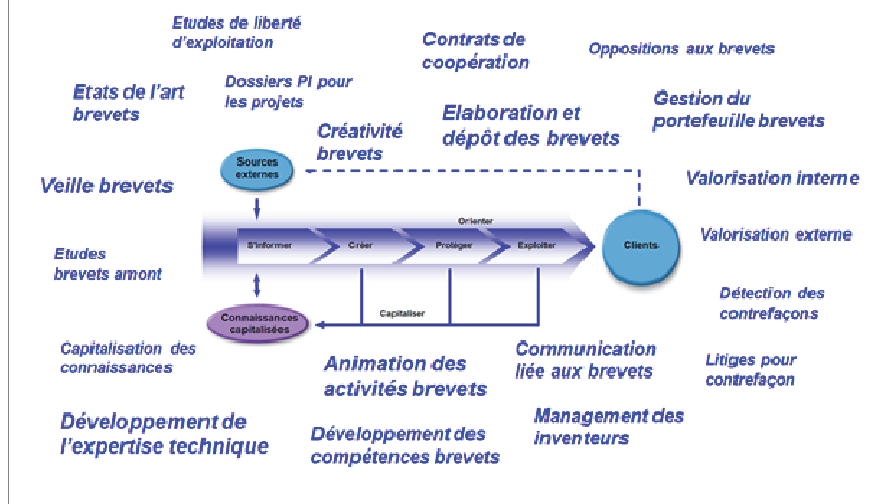 Etudes de liberté
d'exploitation
Contrats de
coopération
Oppositions aux brevets
Etats de l'art
brevets
Dossiers PI pour
les projets
Créativité
brevets
Elaboration et
dépôt des brevets
Gestion du
portefeuille brevets
Sources
externes
Veille brevets
Valorisation interne
Orienter
S'informer
Créer
Protéger
Exploiter
Clients
Valorisation externe
Etudes
brevets amont
Détection des
contrefaçons
Connaissances
capitalisées
Capitaliser
Capitalisation des
connaissances
Animation des
activités brevets
Communication
liée aux brevets
Litiges pour
contrefaçon
Développement de
l'expertise technique
Développement des
compétences brevets
Management des
inventeurs